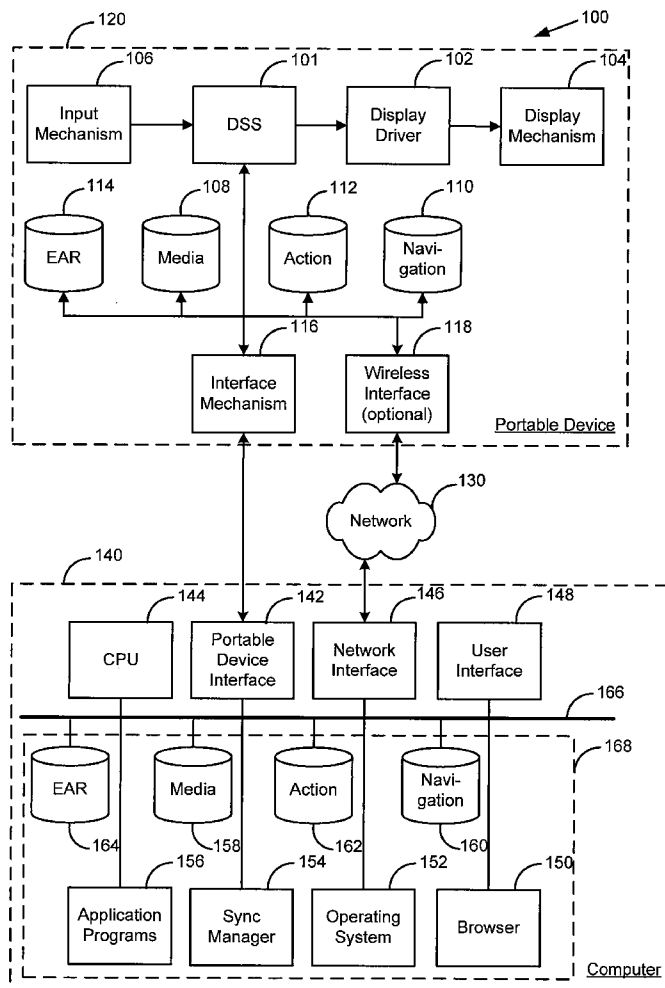 100
120
106
101
102
104
Input
Mechanism
DSS
Display
Driver
Display
Mechanism
114
108
112
110
EAR
Media
Action
Navi-
gation
116
118
Interface
Mechanism
Wireless
Interface
(optional)
Portable Device
130
Network
140
144
142
146
148
CPU
Portable
Device
Interface
Network
Interface
User
Interface
166
168
EAR
Media
Action
Navi-
gation
164
158
162
160
156
154
152
150
Application
Programs
Sync
Manager
Operating
System
Browser
Computer